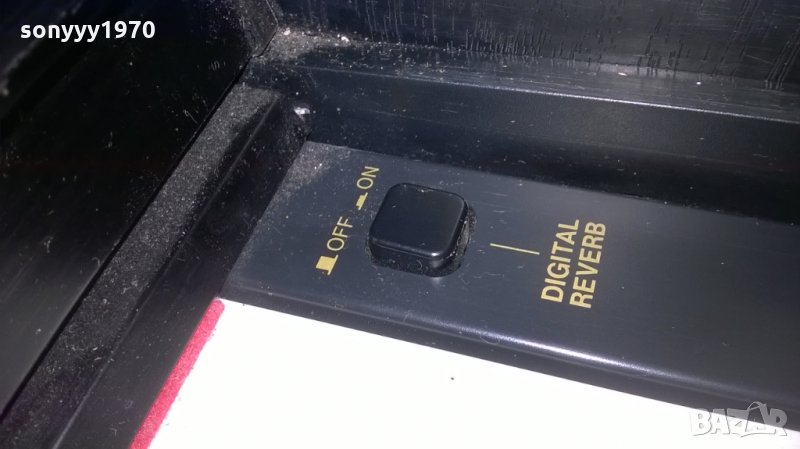 sonyyy1970
OFF ON
DIGITAL
REVERB
BAZAR